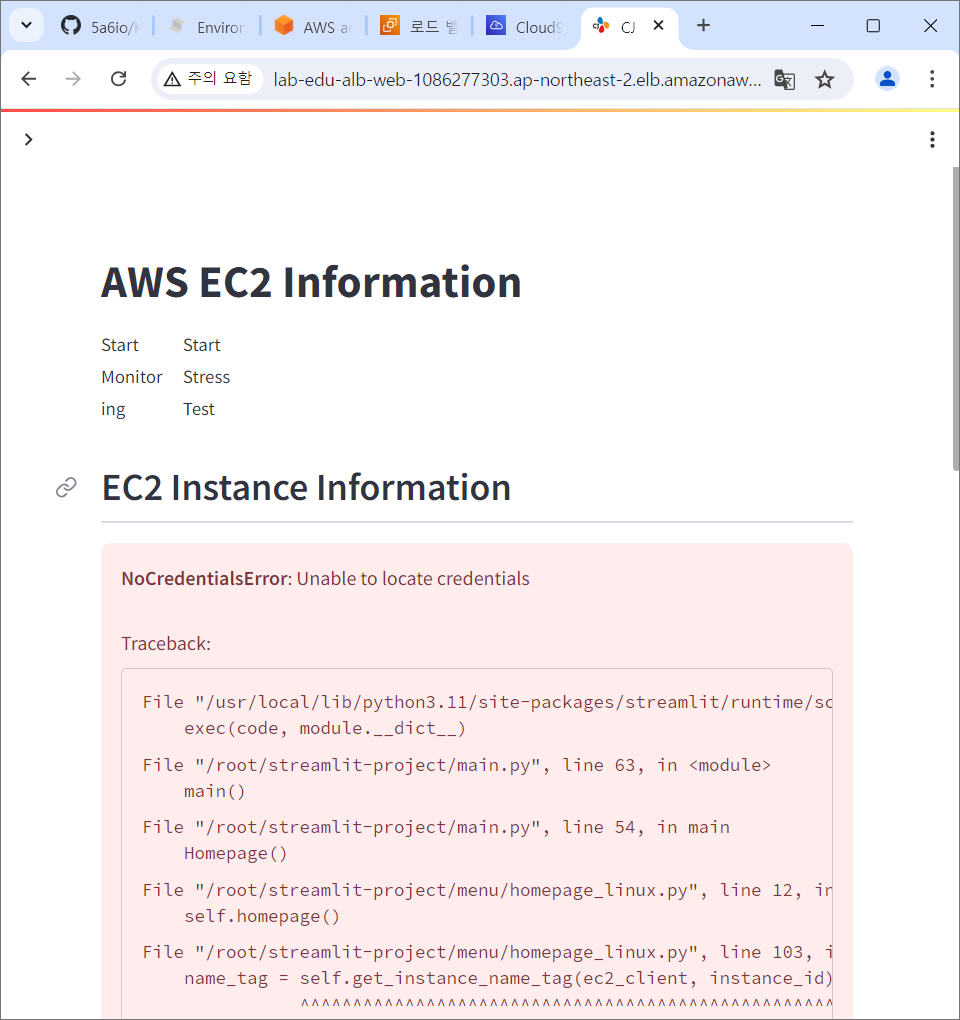 5a6io/
Enviror
AWS a
로드 밸
Cloud9
CJ
주의 요함
lab-edu-alb-web-1086277303.ap-northeast-2.elb.amazonaw...
AWS EC2 Information
Start Start
Monitor Stress
ing Test
EC2 Instance Information
NoCredentialsError: Unable to locate credentials
Traceback:
File "/usr/local/lib/python3.11/site-packages/streamlit/runtime/sc
exec(code, module.__dict__)
File "/root/streamlit-project/main.py", line 63, in <module>
main()
File "/root/streamlit-project/main.py", line 54, in main
Homepage()
File "/root/streamlit-project/menu/homepage_linux.py", line 12, in
self.homepage()
File "/root/streamlit-project/menu/homepage_linux.py", line 103, i
name_tag = self.get_instance_name_tag(ec2_client, instance_id)
^^^^^^^^^^^^^^^^^^^^^^^^^^^^^^^^^^^^^^^^^^^^^^^^^^^